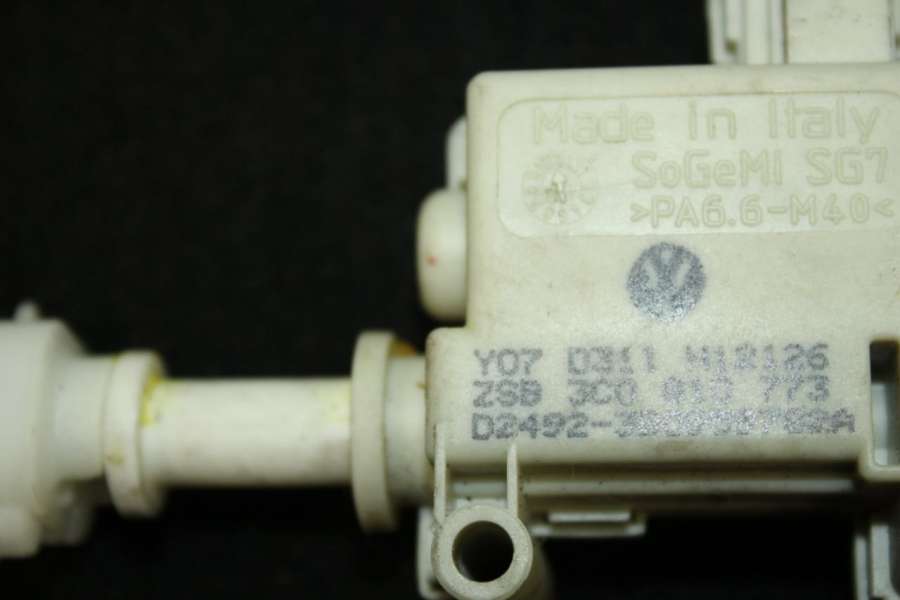 Made in Italy
SoGeMi SG7
>PA6.6-M40<
Y07 D311
ZSB 3C0 810 773